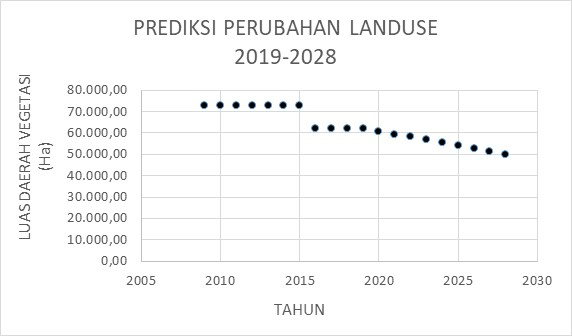 PREDIKSI PERUBAHAN LANDUSE
2019-2028
LUAS DAERAH VEGETASI
(Ha)
80.000,00
70.000,00
60.000,00
50.000,00
40.000,00
30.000,00
20.000,00
10.000,00
0,00
2005 2010 2015 2020 2025 2030
TAHUN